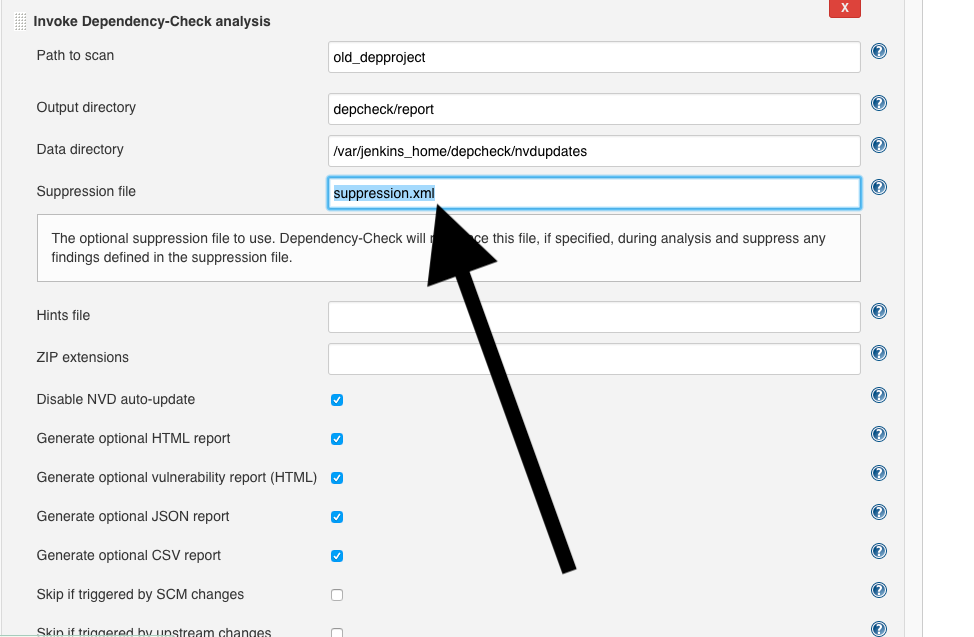 Invoke Dependency-Check analysis
X
Path to scan
old_depproject
Output directory
depcheck/report
Data directory
/var/jenkins_home/depcheck/nvdupdates
Suppression file
suppression.xml
The optional suppression file to use. Dependency-Check will this file, if specified, during analysis and suppress any
findings defined in the suppression file.
Hints file
ZIP extensions
Disable NVD auto-update
Generate optional HTML report
Generate optional vulnerability report (HTML)
Generate optional JSON report
Generate optional CSV report
Skip if triggered by SCM changes
Skip if triggered by upstream changes